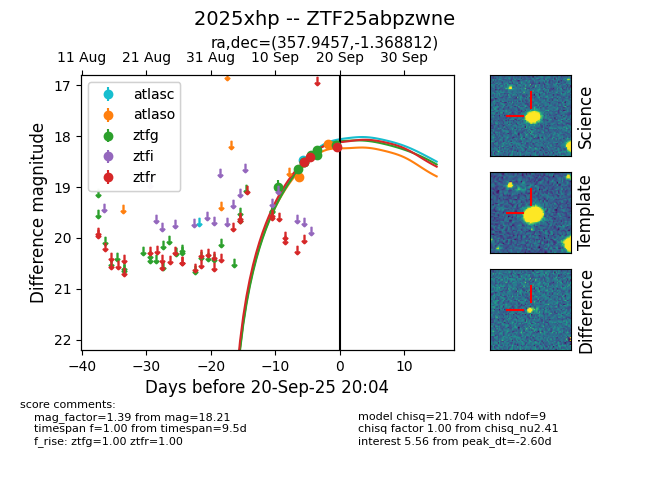 2025xhp -- ZTF25abpzwne
ra,dec=(357.9457,-1.368812)
11 Aug 21 Aug 31 Aug 10 Sep 20 Sep 30 Sep
atlasc
atlaso
ztfg
ztfi
ztfr
17
18
19
20
21
22
Difference magnitude
−40 −30 −20 −10 0 10
Days before 20-Sep-25 20:04
Science
Template
Difference
score comments:
mag_factor=1.39 from mag=18.21
timespan f=1.00 from timespan=9.5d
f_rise: ztfg=1.00 ztfr=1.00
model chisq=21.704 with ndof=9
chisq factor 1.00 from chisq_nu2.41
interest 5.56 from peak_dt=-2.60d